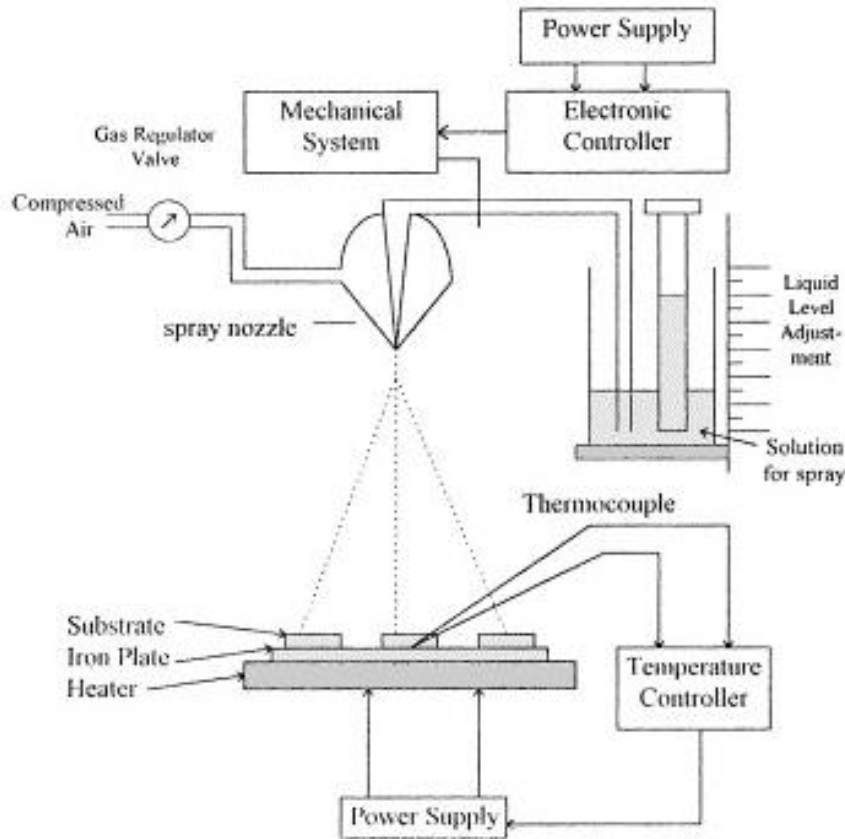 Power Supply
Mechanical
System
Electronic
Controller
Gas Regulator
Valve
Compressed
Air
spray nozzle
Liquid
Level
Adjust-
ment
Solution
for spray
Thermocouple
Substrate
Iron Plate
Heater
Temperature
Controller
Power Supply